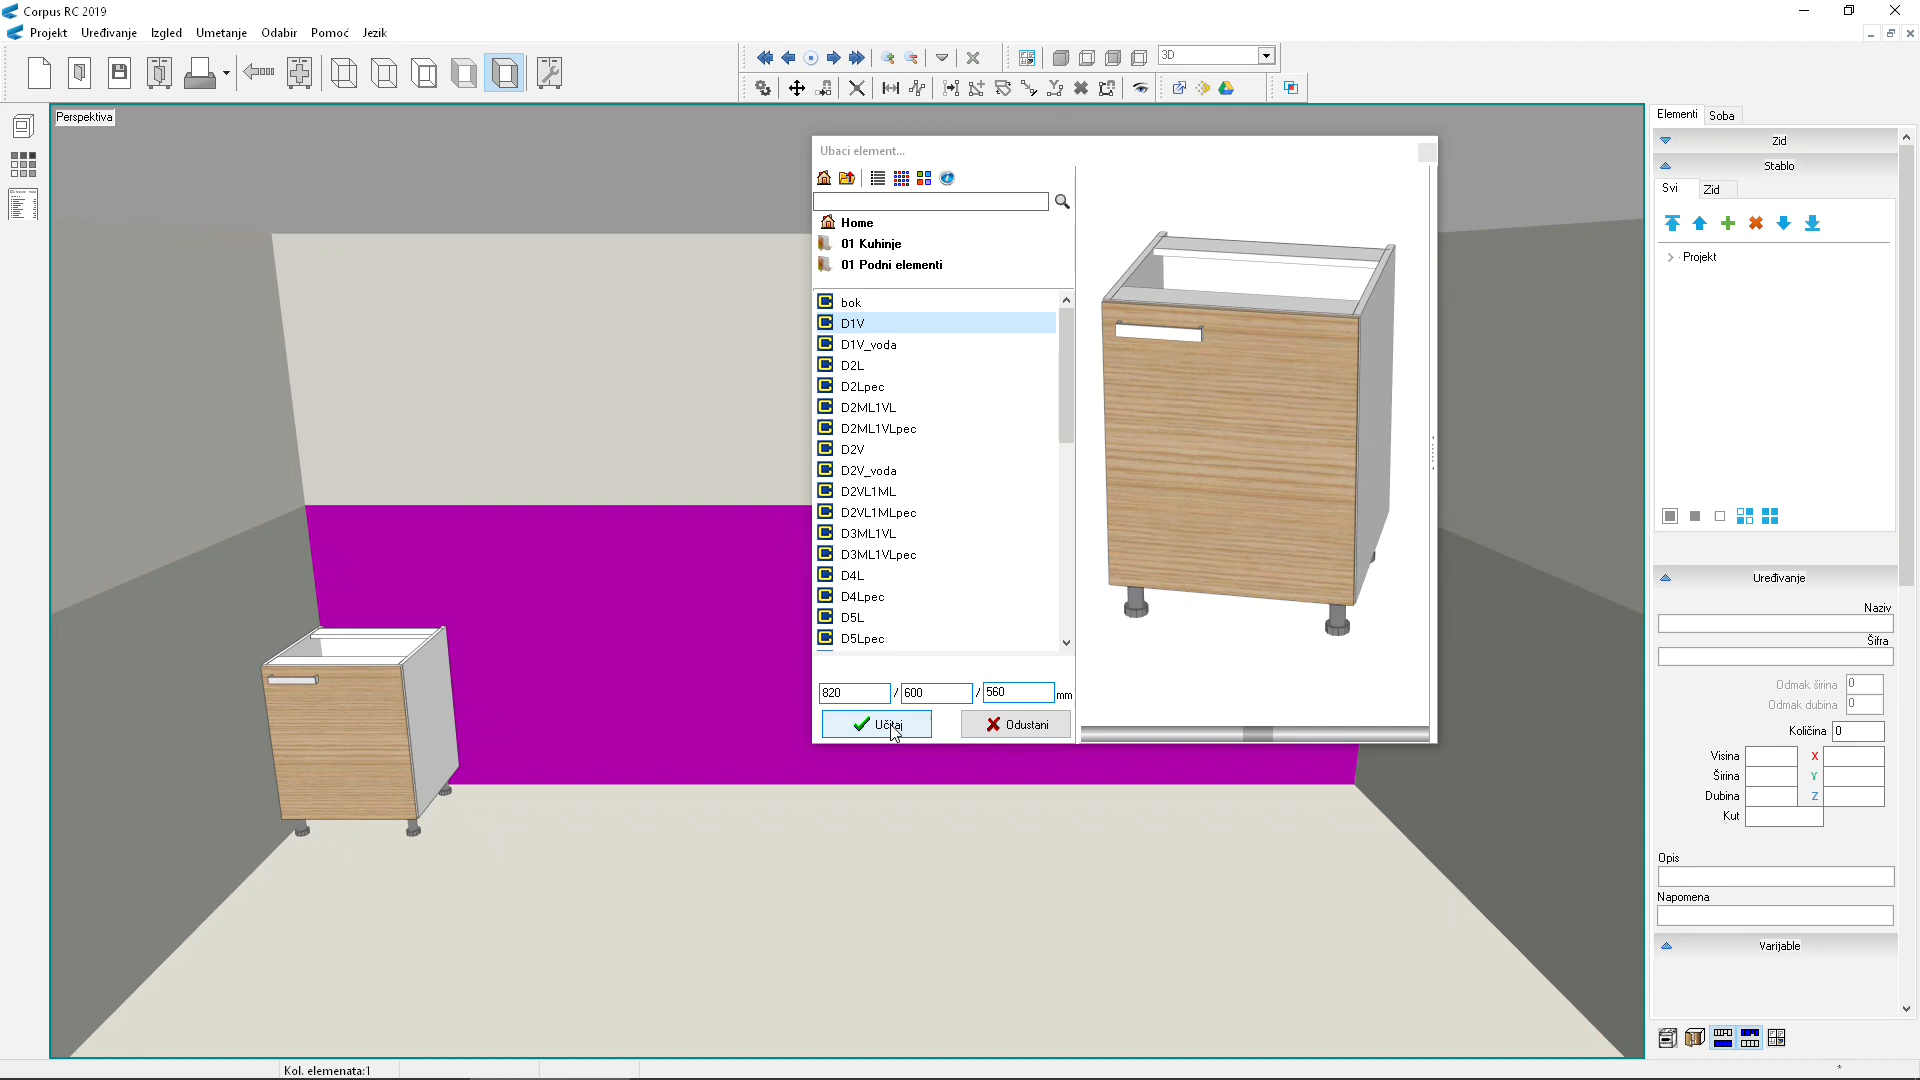 Corpus RC 2019
Projekt Uređivanje Izgled Umetanje Odabir Pomoć Jezik
3D
Perspektiva
Elementi Soba
Zid
Stablo
Svi Zid
Projekt
Ubaci element...
Home
01 Kuhinje
01 Podni elementi
bok
D1V
D1V_voda
D2L
D2Lpec
D2ML1VL
D2ML1VLpec
D2V
D2V_voda
D2VL1ML
D2VL1MLpec
D3ML1VL
D3ML1VLpec
D4L
D4Lpec
D5L
D5Lpec
820 / 600 / 560 mm
Učitaj Odustani
Uređivanje
Naziv
Šifra
Odmak širina 0
Odmak dubina 0
Količina 0
Visina X
Širina Y
Dubina Z
Kut
Opis
Napomena
Varijable
Kol. elemenata:1